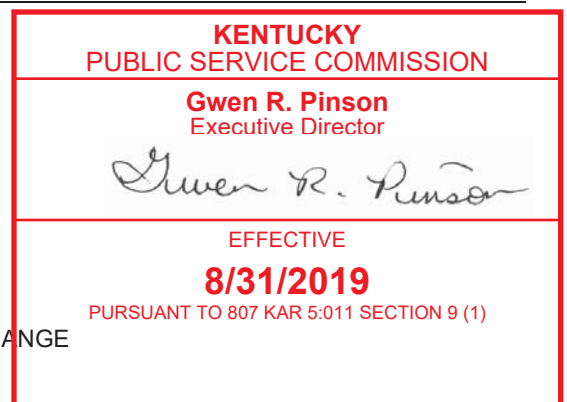 KENTUCKY
PUBLIC SERVICE COMMISSION
Gwen R. Pinson
Executive Director
Gwen R. Pinson
EFFECTIVE
8/31/2019
PURSUANT TO 807 KAR 5:011 SECTION 9 (1)
ANGE